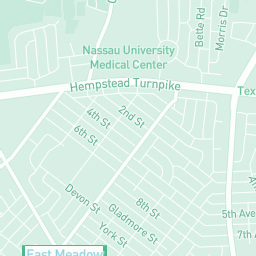 Bette Rd
Morris Dr
Nassau University
Medical Center
Hempstead Turnpike
Tex
2nd St
4th St
6th St
Devon St
8th St
Gladmore St
York St
5th Ave
7th
East Meadow